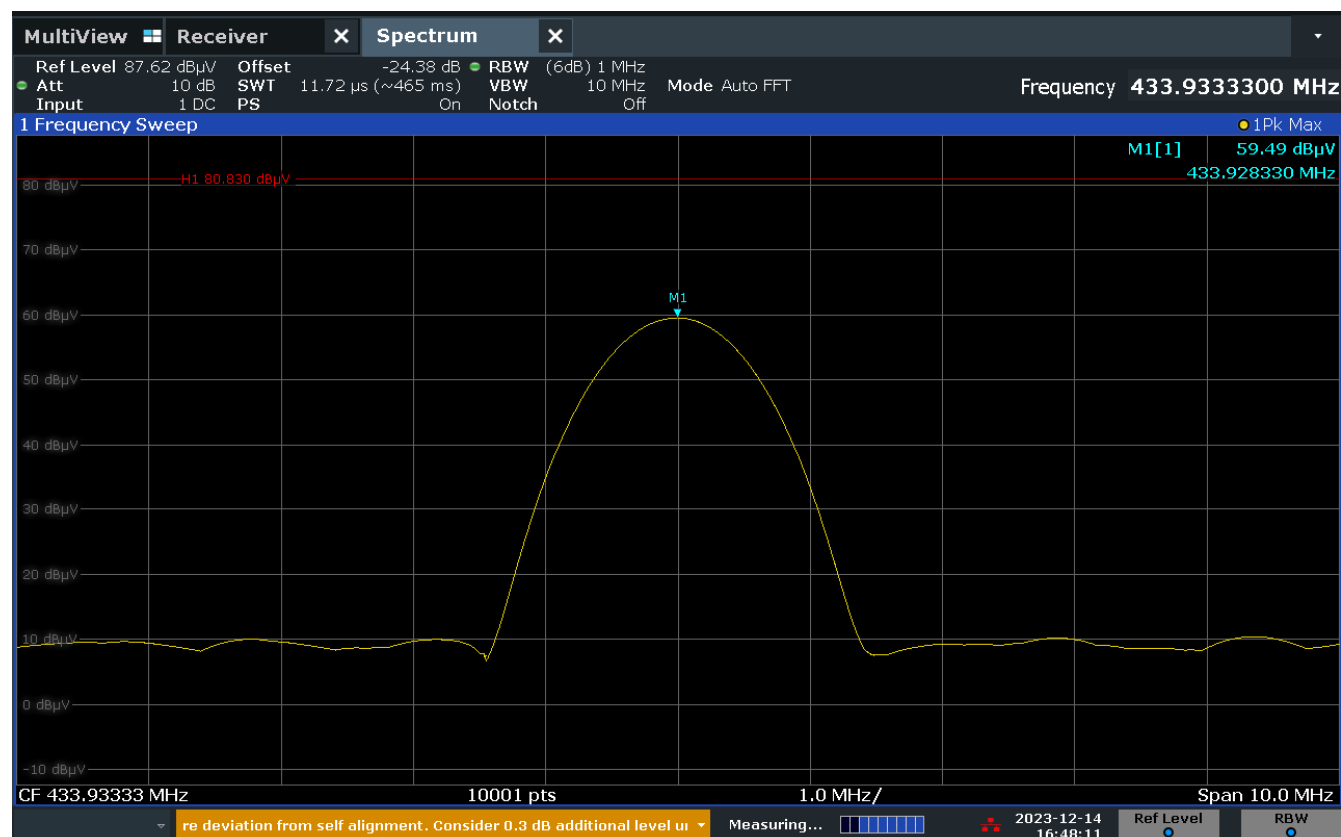 MultiView Receiver X Spectrum X
Ref Level 87.62 dBµV Offset -24.38 dB RBW (6dB) 1 MHz
Att 10 dB SWT 11.72 µs (~465 ms) VBW 10 MHz Mode Auto FFT Frequency 433.9333300 MHz
Input 1 DC PS On Notch Off
1 Frequency Sweep 1Pk Max
M1[1] 59.49 dBµV
433.928330 MHz
H1 80.830 dBµV
80 dBµV
70 dBµV
M1
60 dBµV
50 dBµV
40 dBµV
30 dBµV
20 dBµV
10 dBµV
0 dBµV
-10 dBµV
CF 433.93333 MHz 10001 pts 1.0 MHz/ Span 10.0 MHz
re deviation from self alignment. Consider 0.3 dB additional level Measuring... 2023-12-14 Ref Level RBW
16:48:11